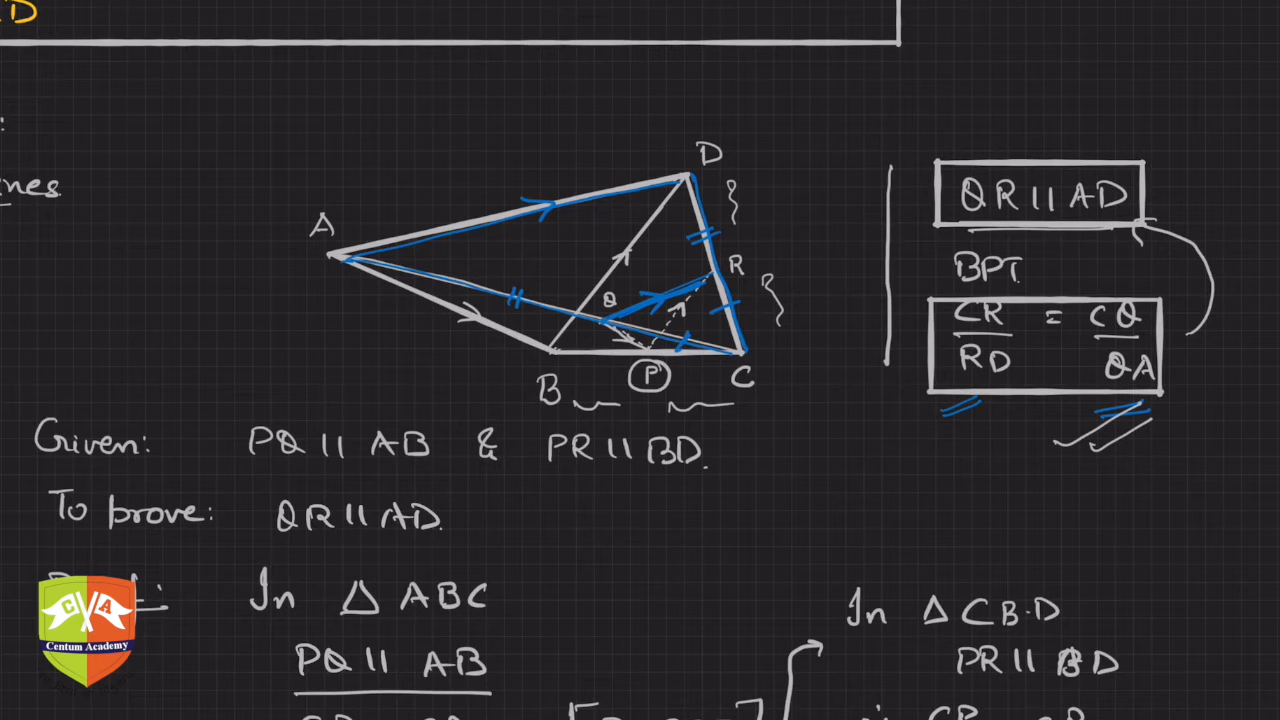 D
A
Q
R
B
P
C
QR || AD
BPT
CR = CQ
RD QA
Given: PQ || AB & PR || BD.
To prove: QR || AD.
In △ ABC
PQ || AB
In △ CBD
PR || BD
CA
Centum Academy